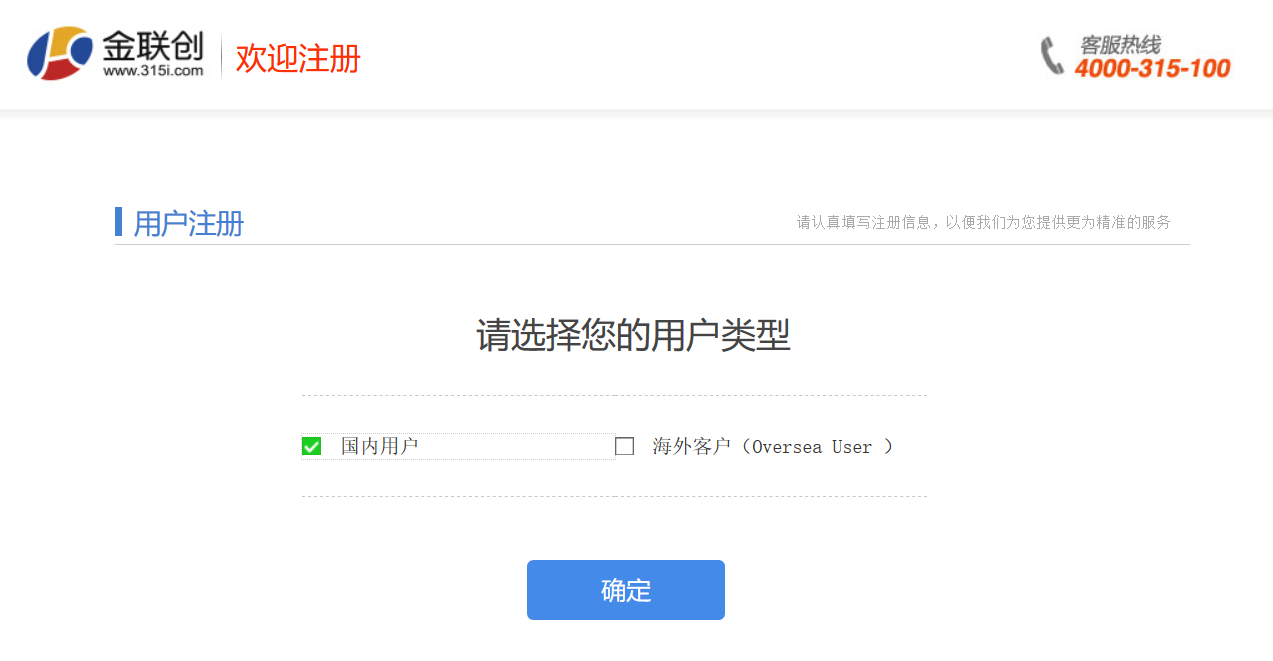 金联创
www.315i.com
欢迎注册
客服热线
4000-315-100
用户注册
请认真填写注册信息，以便我们为您提供更为精准的服务
请选择您的用户类型
国内用户
海外客户（Oversea User ）
确定